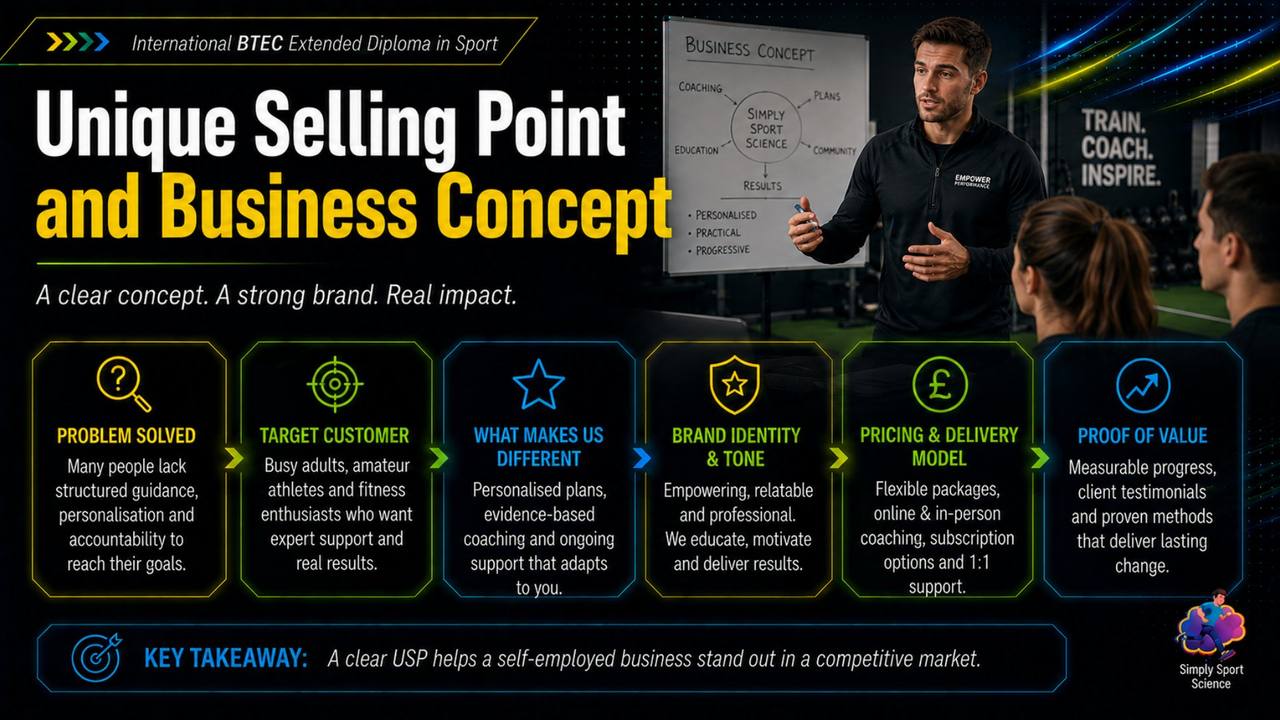 International BTEC Extended Diploma in Sport
Unique Selling Point
and Business Concept
A clear concept. A strong brand. Real impact.
BUSINESS CONCEPT
COACHING
PLANS
SIMPLY
SPORT
SCIENCE
EDUCATION
COMMUNITY
RESULTS
• PERSONALISED
• PRACTICAL
• PROGRESSIVE
EMPOWER
PERFORMANCE
TRAIN.
COACH.
INSPIRE.
PROBLEM SOLVED
Many people lack
structured guidance,
personalisation and
accountability to
reach their goals.
TARGET CUSTOMER
Busy adults, amateur
athletes and fitness
enthusiasts who want
expert support and
real results.
WHAT MAKES US
DIFFERENT
Personalised plans,
evidence-based
coaching and ongoing
support that adapts
to you.
BRAND IDENTITY
& TONE
Empowering, relatable
and professional.
We educate, motivate
and deliver results.
PRICING & DELIVERY
MODEL
Flexible packages,
online & in-person
coaching, subscription
options and 1:1
support.
PROOF OF VALUE
Measurable progress,
client testimonials
and proven methods
that deliver lasting
change.
KEY TAKEAWAY: A clear USP helps a self-employed business stand out in a competitive market.
Simply Sport
Science